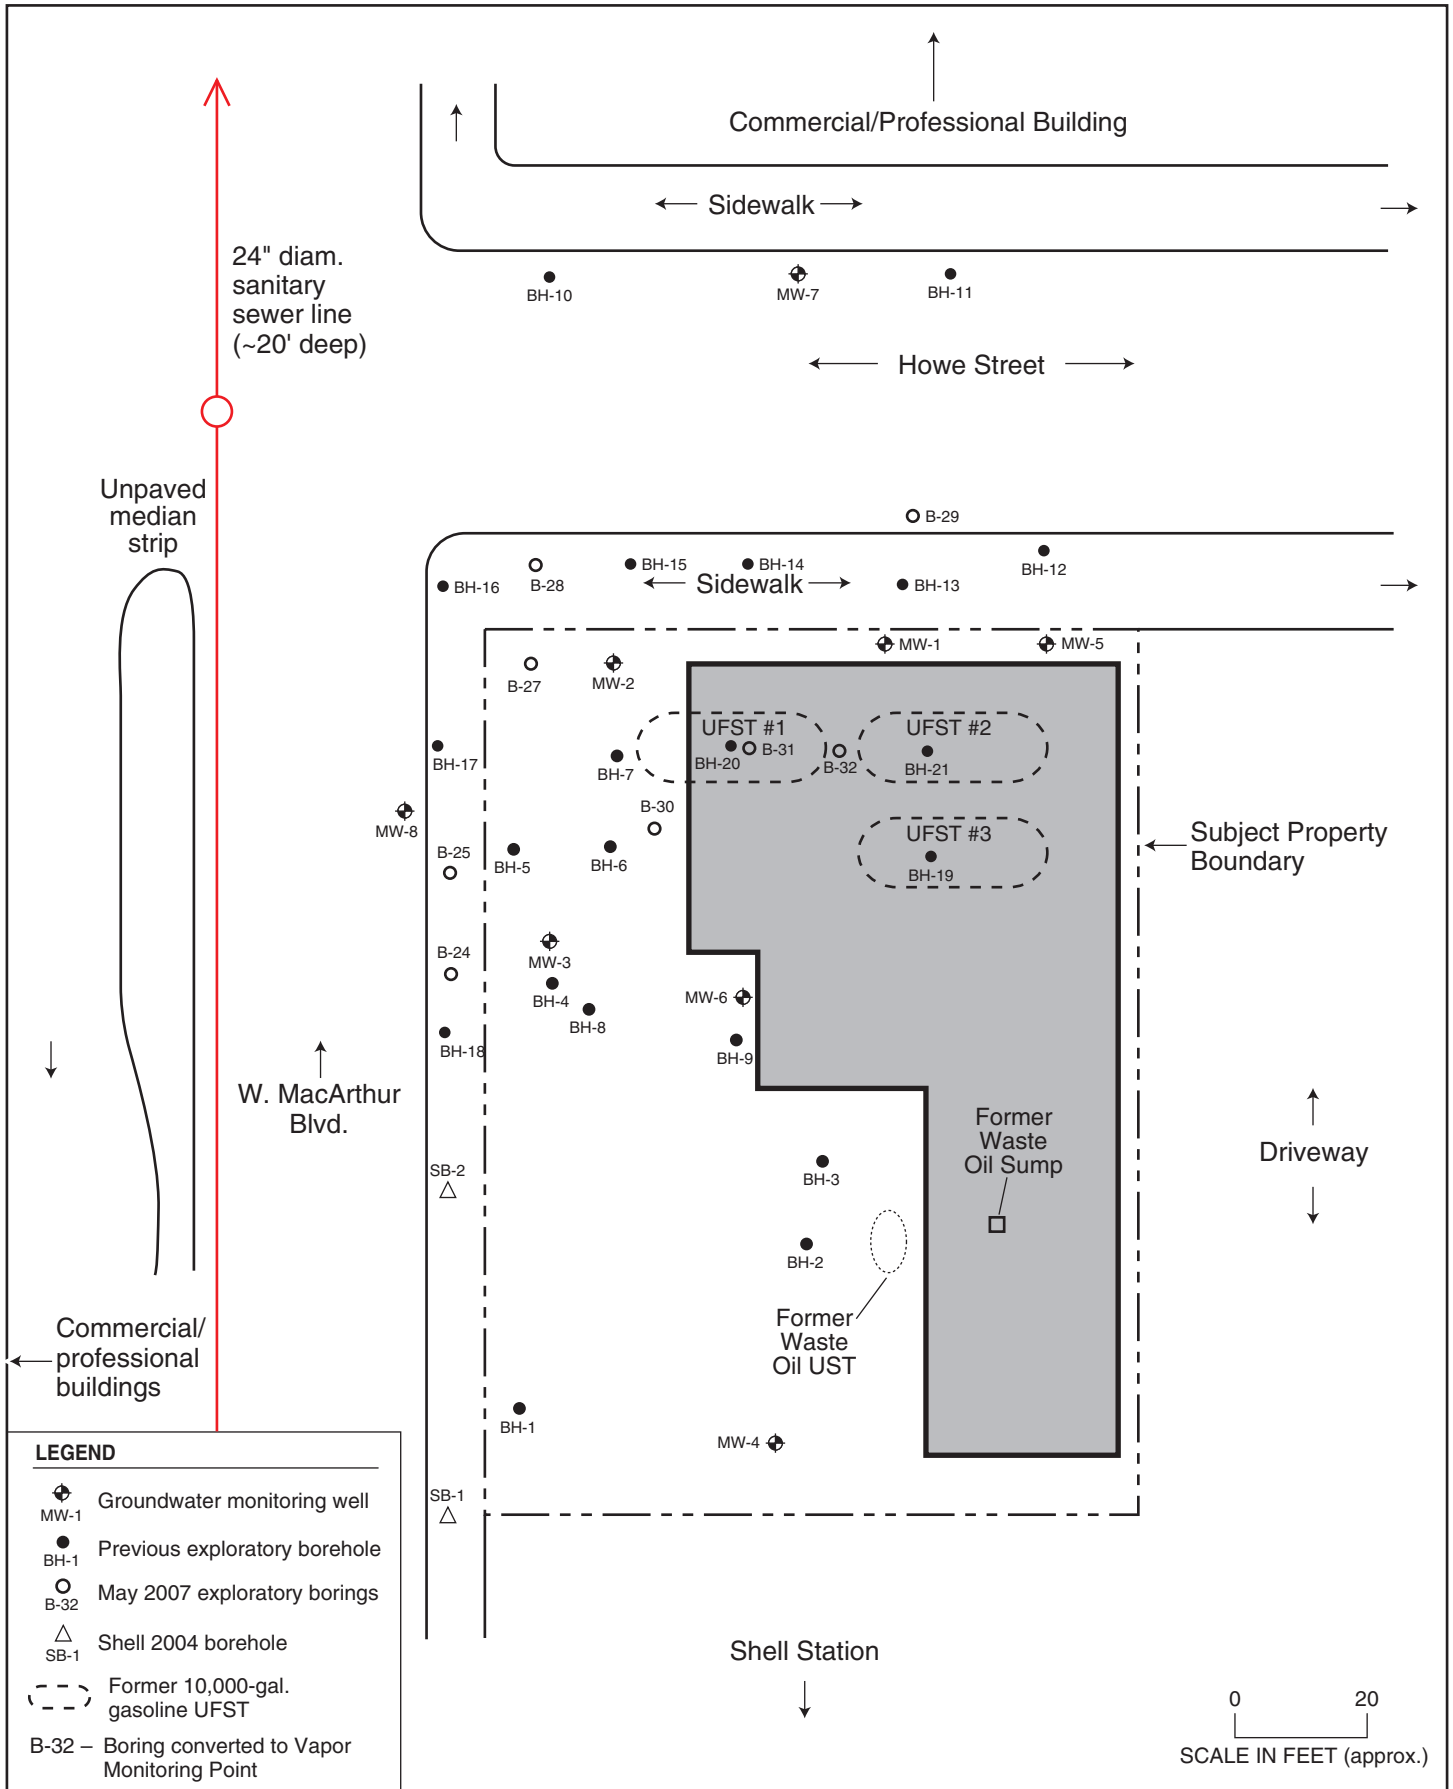 Commercial/Professional Building
Sidewalk
24" diam.
sanitary
sewer line
(~20' deep)
BH-10
MW-7
BH-11
Howe Street
Unpaved
median
strip
B-29
BH-16
B-28
BH-15
BH-14
Sidewalk
BH-13
BH-12
MW-1
MW-5
B-27
MW-2
UFST #1
UFST #2
BH-17
BH-7
BH-20
B-31
B-32
BH-21
MW-8
B-30
B-25
BH-5
BH-6
UFST #3
BH-19
Subject Property
Boundary
B-24
MW-3
BH-4
BH-8
MW-6
BH-18
BH-9
W. MacArthur
Blvd.
Former
Waste
Oil Sump
Driveway
SB-2
BH-3
BH-2
Former
Waste
Oil UST
Commercial/
professional
buildings
BH-1
MW-4
SB-1
LEGEND
MW-1
Groundwater monitoring well
BH-1
Previous exploratory borehole
B-32
May 2007 exploratory borings
SB-1
Shell 2004 borehole
Former 10,000-gal.
gasoline UFST
B-32 – Boring converted to Vapor
Monitoring Point
Shell Station
0 20
SCALE IN FEET (approx.)